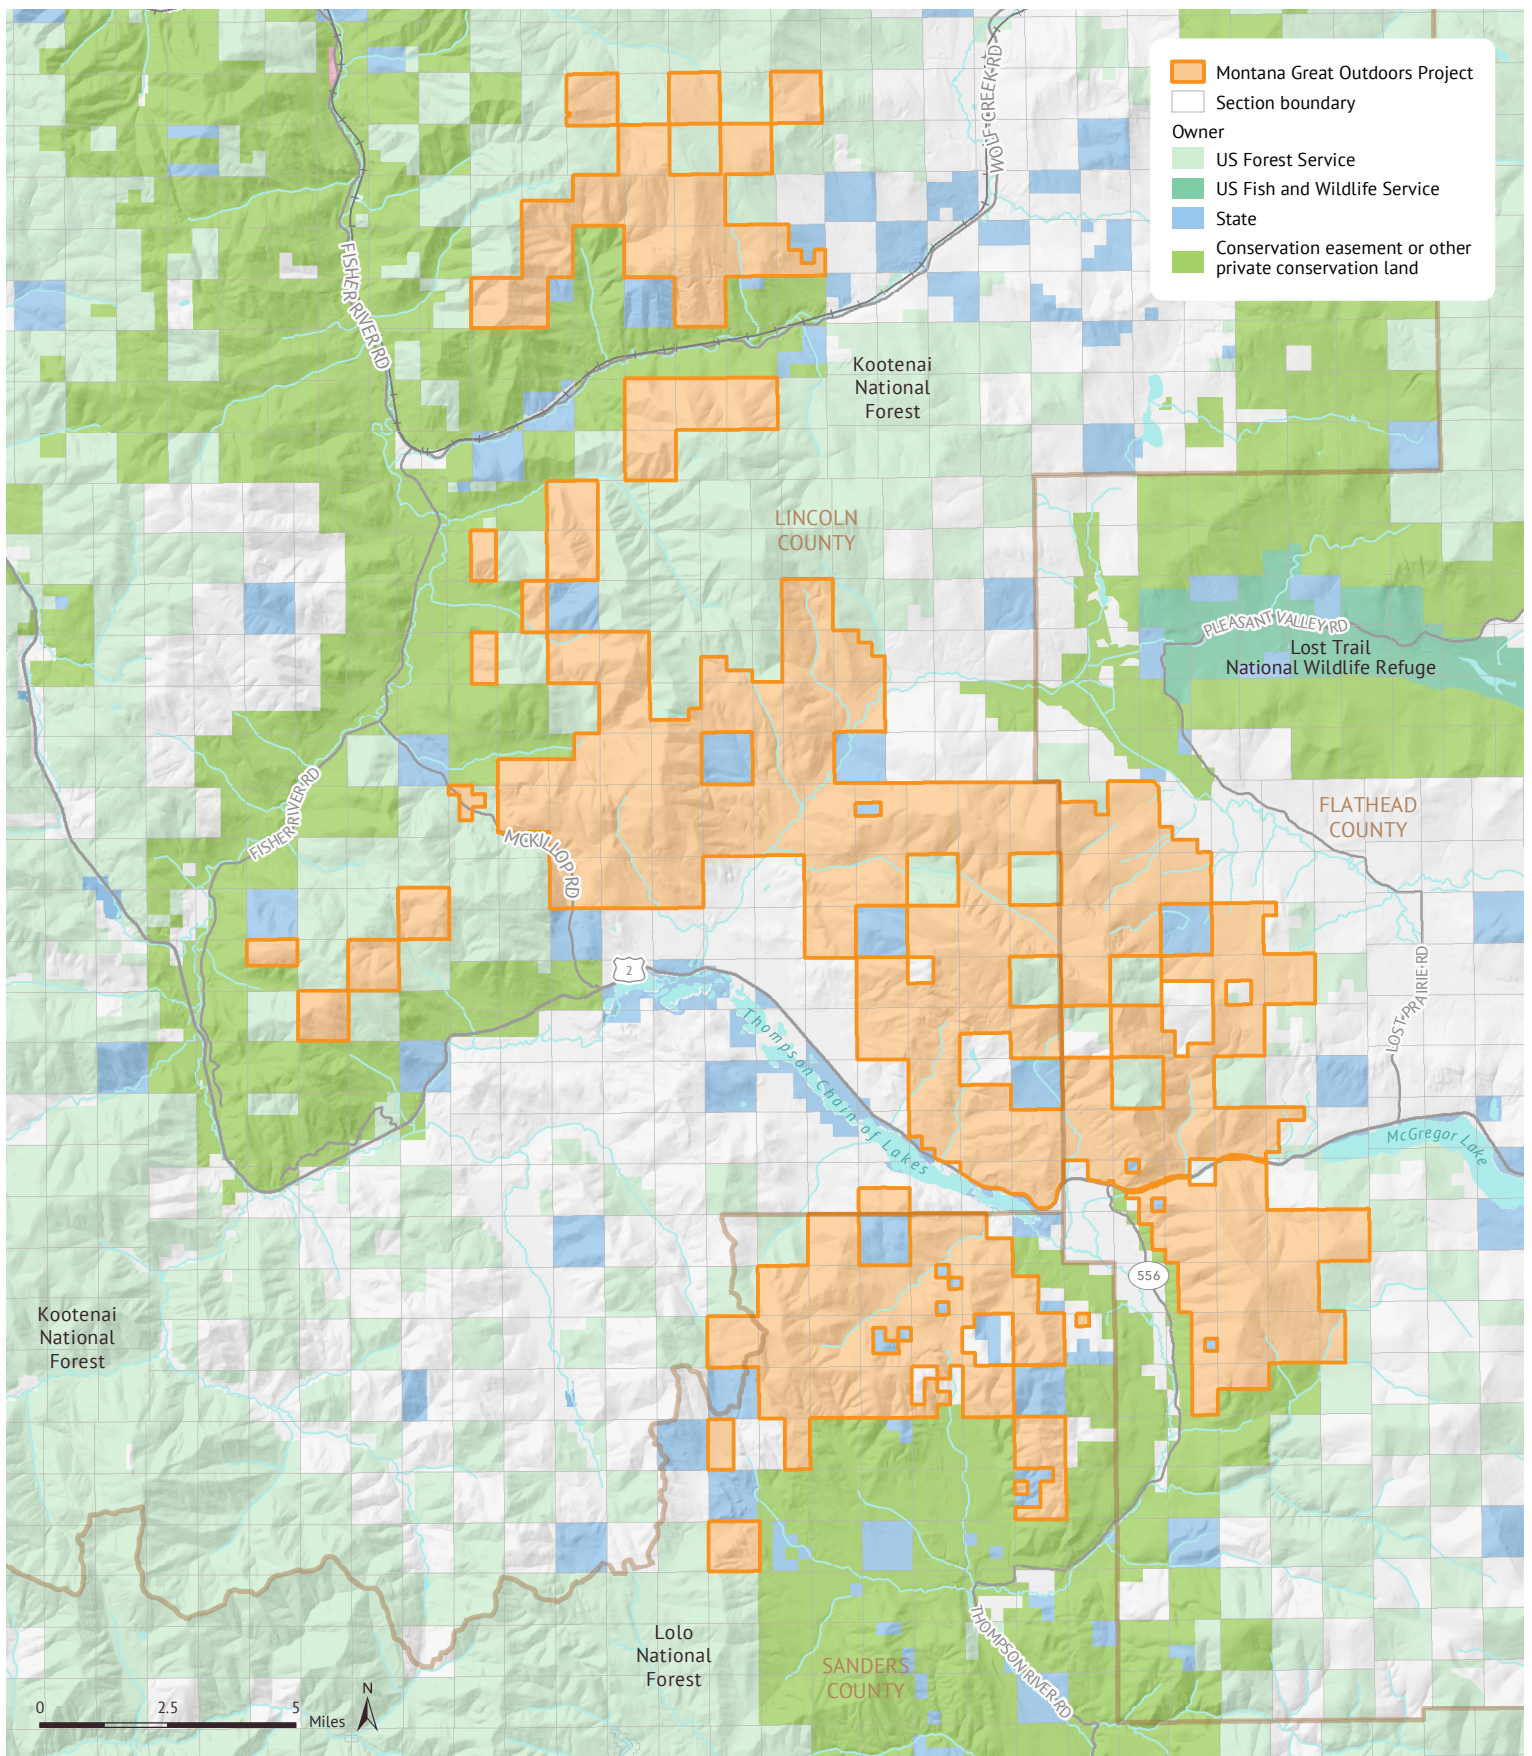 Montana Great Outdoors Project
Section boundary
Owner
US Forest Service
US Fish and Wildlife Service
State
Conservation easement or other
private conservation land
WOLF CREEK RD
FISHER RIVER RD
Kootenai
National
Forest
LINCOLN
COUNTY
PLEASANT VALLEY RD
Lost Trail
National Wildlife Refuge
FISHER RIVER RD
MCKILLOP RD
FLATHEAD
COUNTY
2
LOST PRAIRIE RD
Thompson Chain of Lakes
McGregor Lake
556
Kootenai
National
Forest
Lolo
National
Forest
SANDERS
COUNTY
THOMPSON RIVER RD
0 2.5 5
Miles
N